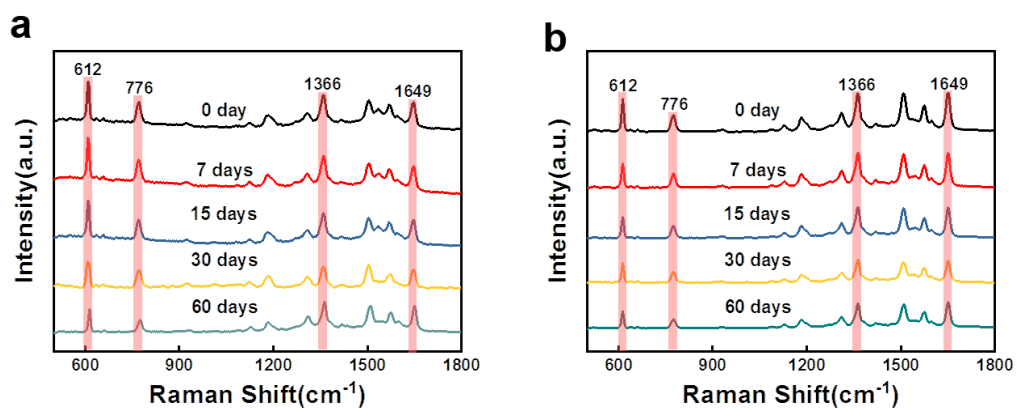 a
612
776
1366
1649
0 day
7 days
15 days
30 days
60 days
Intensity(a.u.)
600
900
1200
1500
1800
Raman Shift(cm⁻¹)
b
612
776
1366
1649
0 day
7 days
15 days
30 days
60 days
Intensity(a.u.)
600
900
1200
1500
1800
Raman Shift(cm⁻¹)